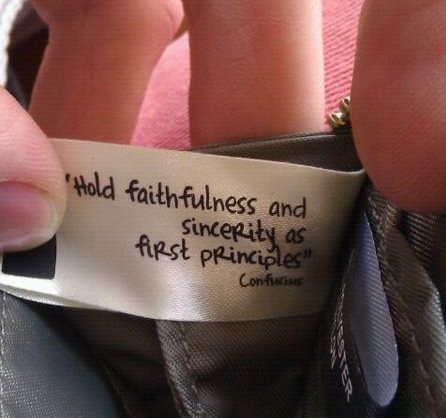 "Hold faithfulness and
sincerity as
first principles"
Confucius